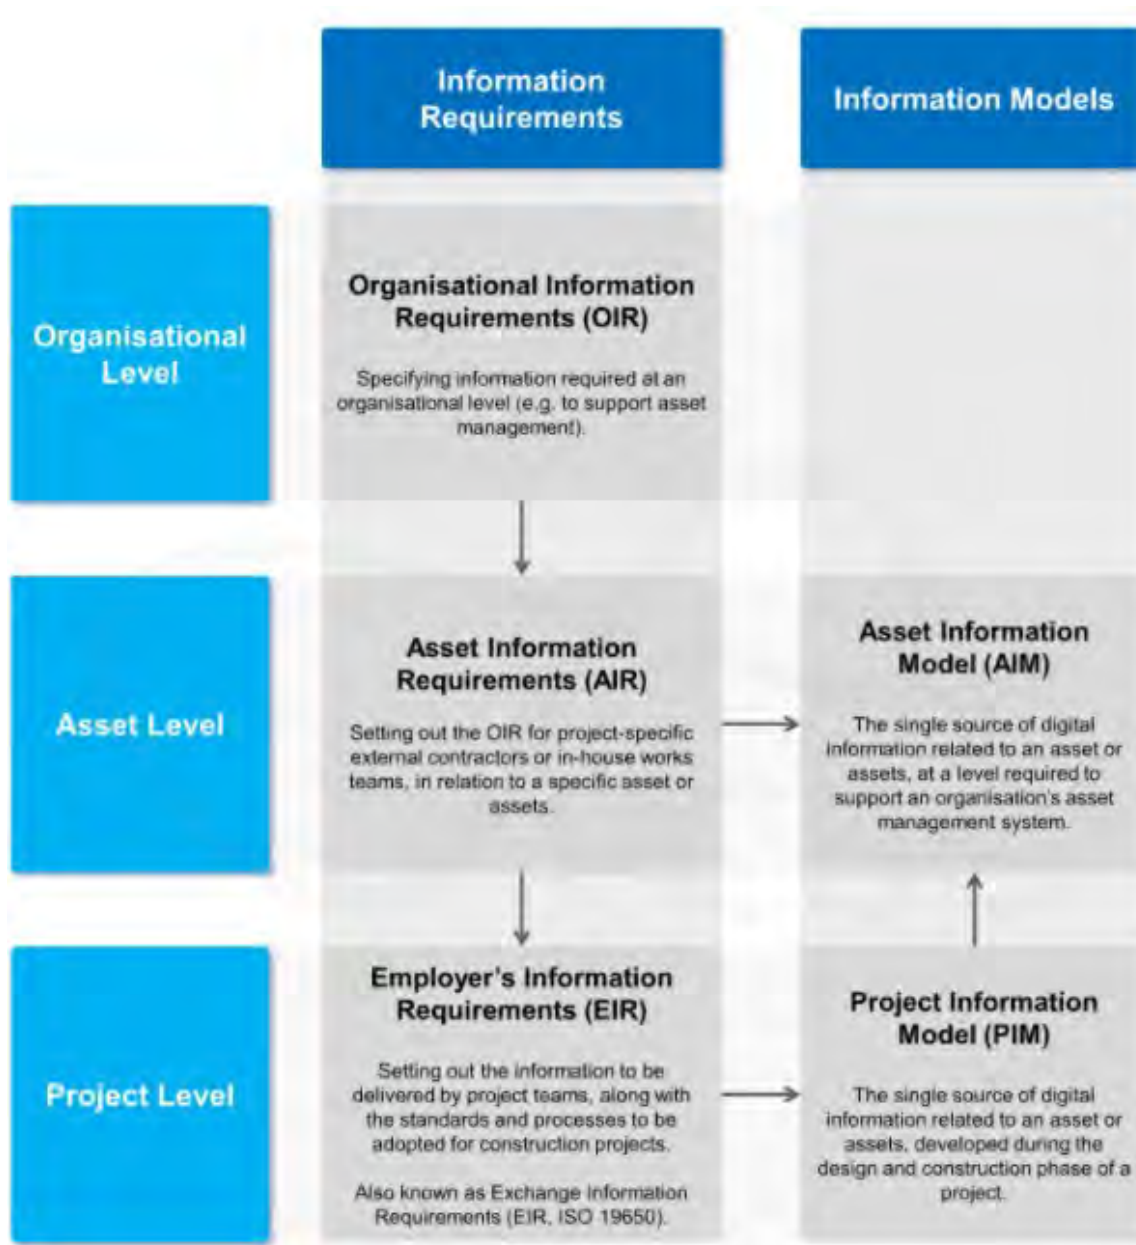 Information
Requirements
Information Models
Organisational
Level
Organisational Information
Requirements (OIR)
Specifying information required at an
organisational level (e.g. to support asset
management).
Asset Level
Asset Information
Requirements (AIR)
Setting out the OIR for project-specific
external contractors or in-house works
teams, in relation to a specific asset or
assets.
Asset Information
Model (AIM)
The single source of digital
information related to an asset or
assets, at a level required to
support an organisation's asset
management system.
Project Level
Employer's Information
Requirements (EIR)
Setting out the information to be
delivered by project teams, along with
the standards and processes to be
adopted for construction projects.
Also known as Exchange Information
Requirements (EIR, ISO 19650).
Project Information
Model (PIM)
The single source of digital
information related to an asset or
assets, developed during the
design and construction phase of a
project.